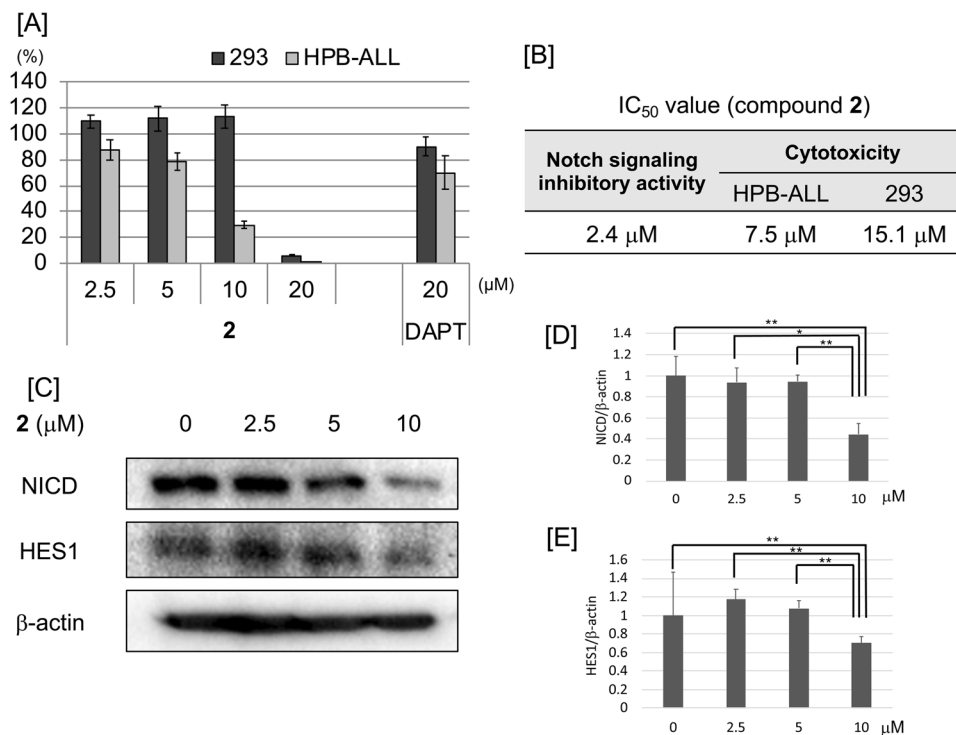 [A]
(%)
293 HPB-ALL
140
120
100
80
60
40
20
0
2.5 5 10 20 20 (μM)
2 DAPT
[B]
IC50 value (compound 2)
Notch signaling inhibitory activity
Cytotoxicity
HPB-ALL 293
2.4 μM 7.5 μM 15.1 μM
[C]
2 (μM) 0 2.5 5 10
NICD
HES1
β-actin
[D]
NICD/β-actin
1.4
1.2
1
0.8
0.6
0.4
0.2
0
**
*
**
0 2.5 5 10 μM
[E]
HES1/β-actin
1.6
1.4
1.2
1
0.8
0.6
0.4
0.2
0
**
**
**
0 2.5 5 10 μM